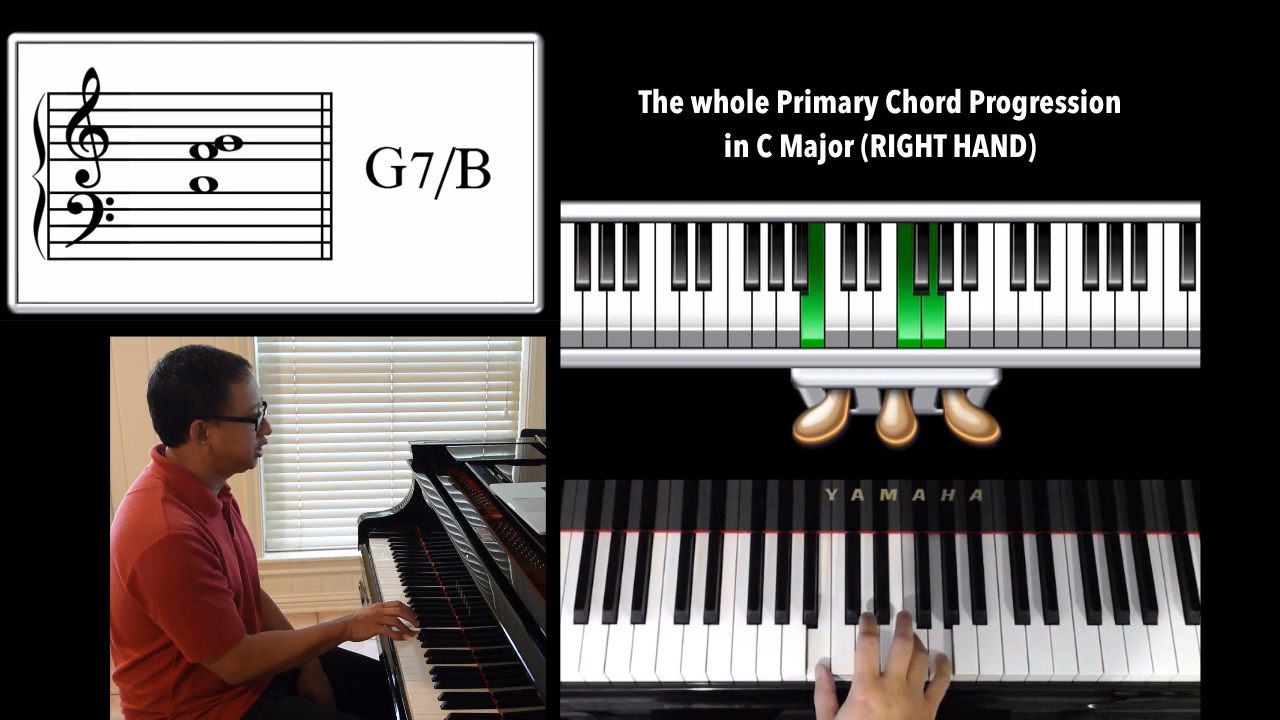 The whole Primary Chord Progression
in C Major (RIGHT HAND)
G7/B
YAMAHA